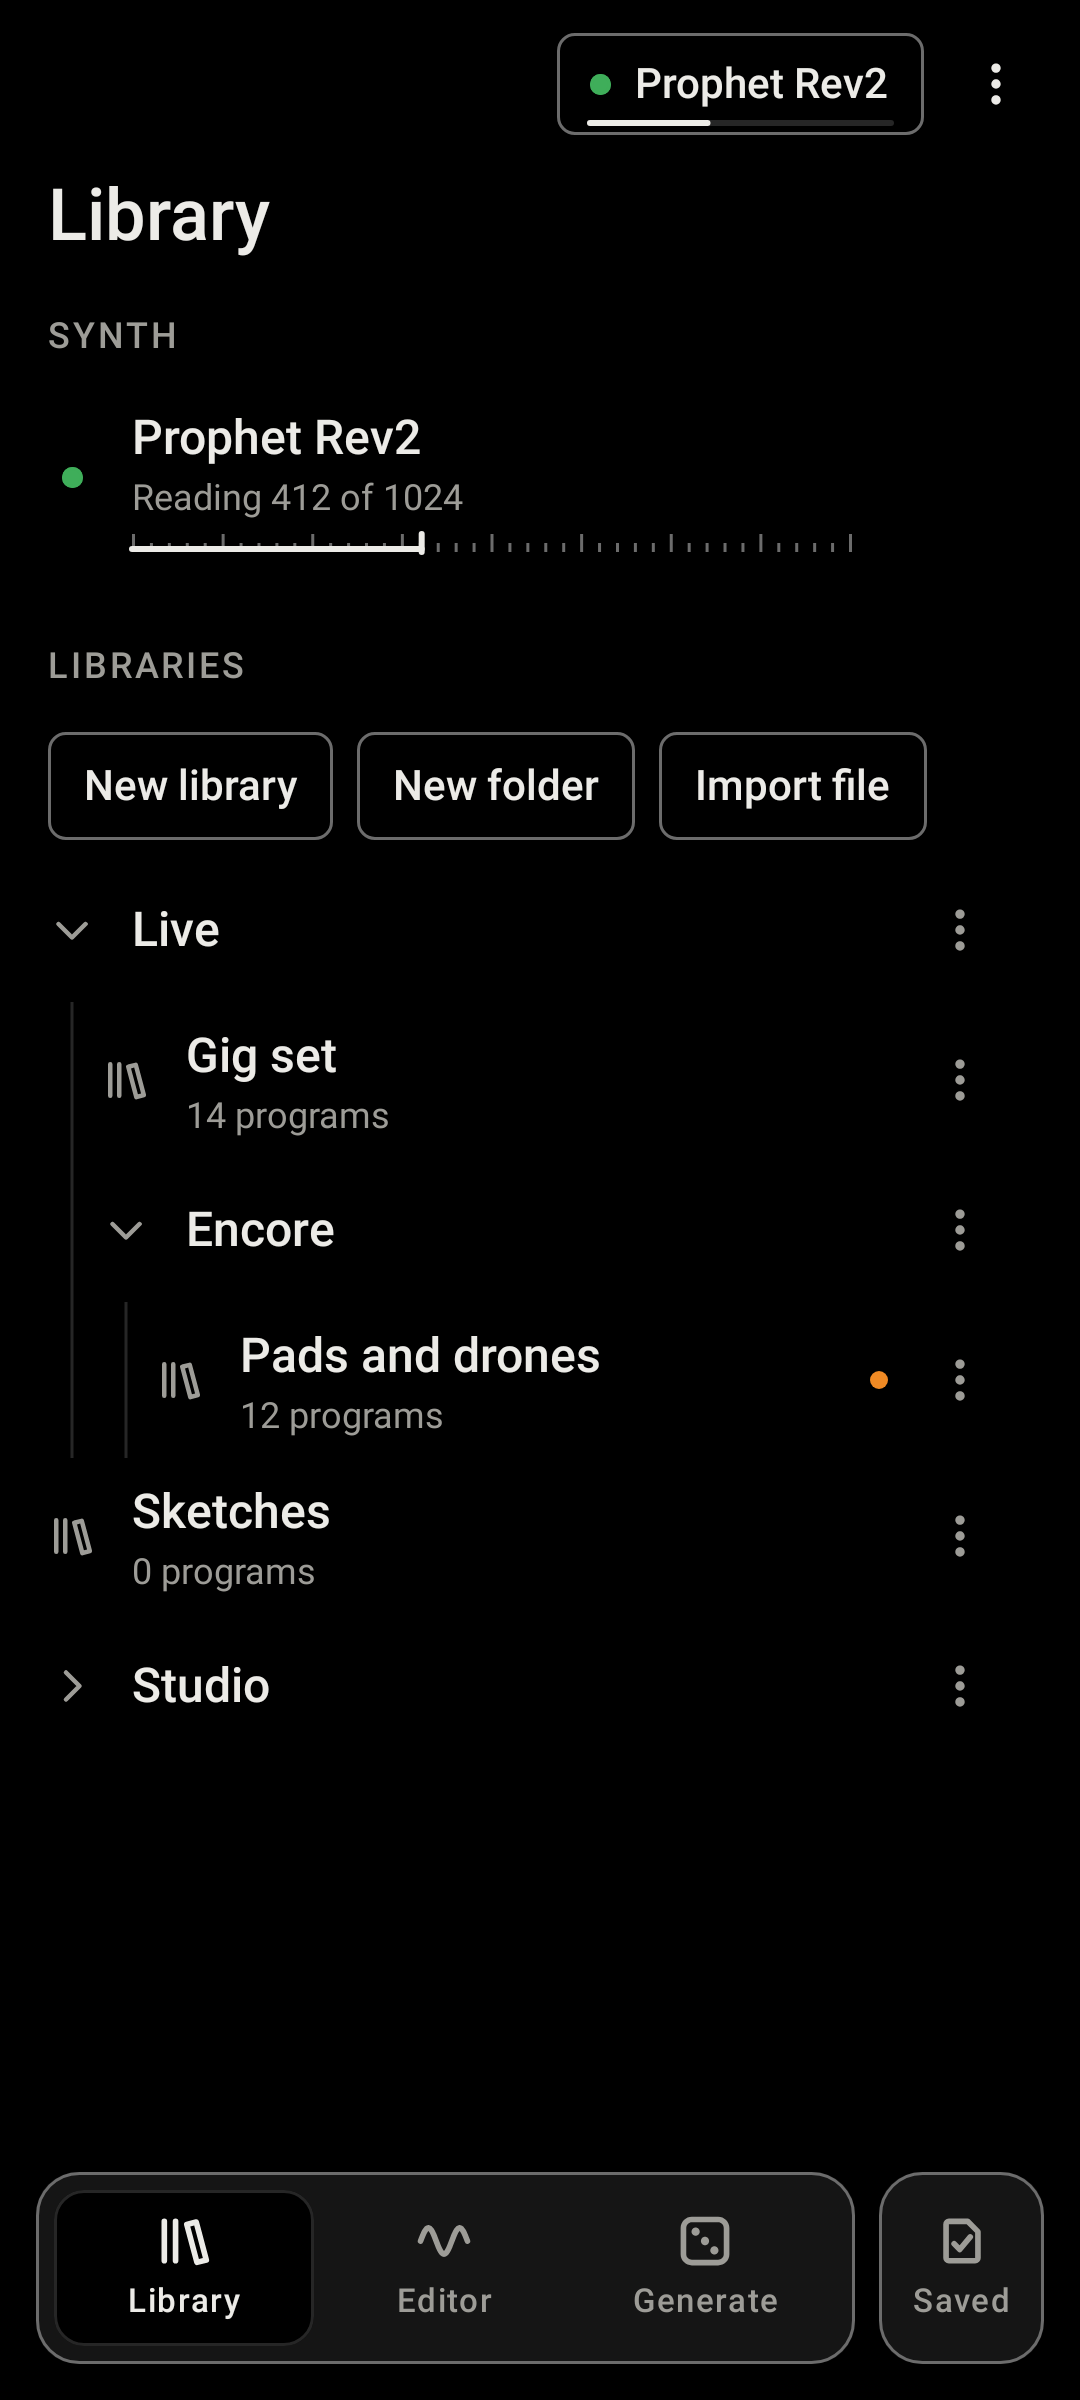 Prophet Rev2
Library
SYNTH
Prophet Rev2
Reading 412 of 1024
LIBRARIES
New library
New folder
Import file
Live
Gig set
14 programs
Encore
Pads and drones
12 programs
Sketches
0 programs
Studio
Library
Editor
Generate
Saved